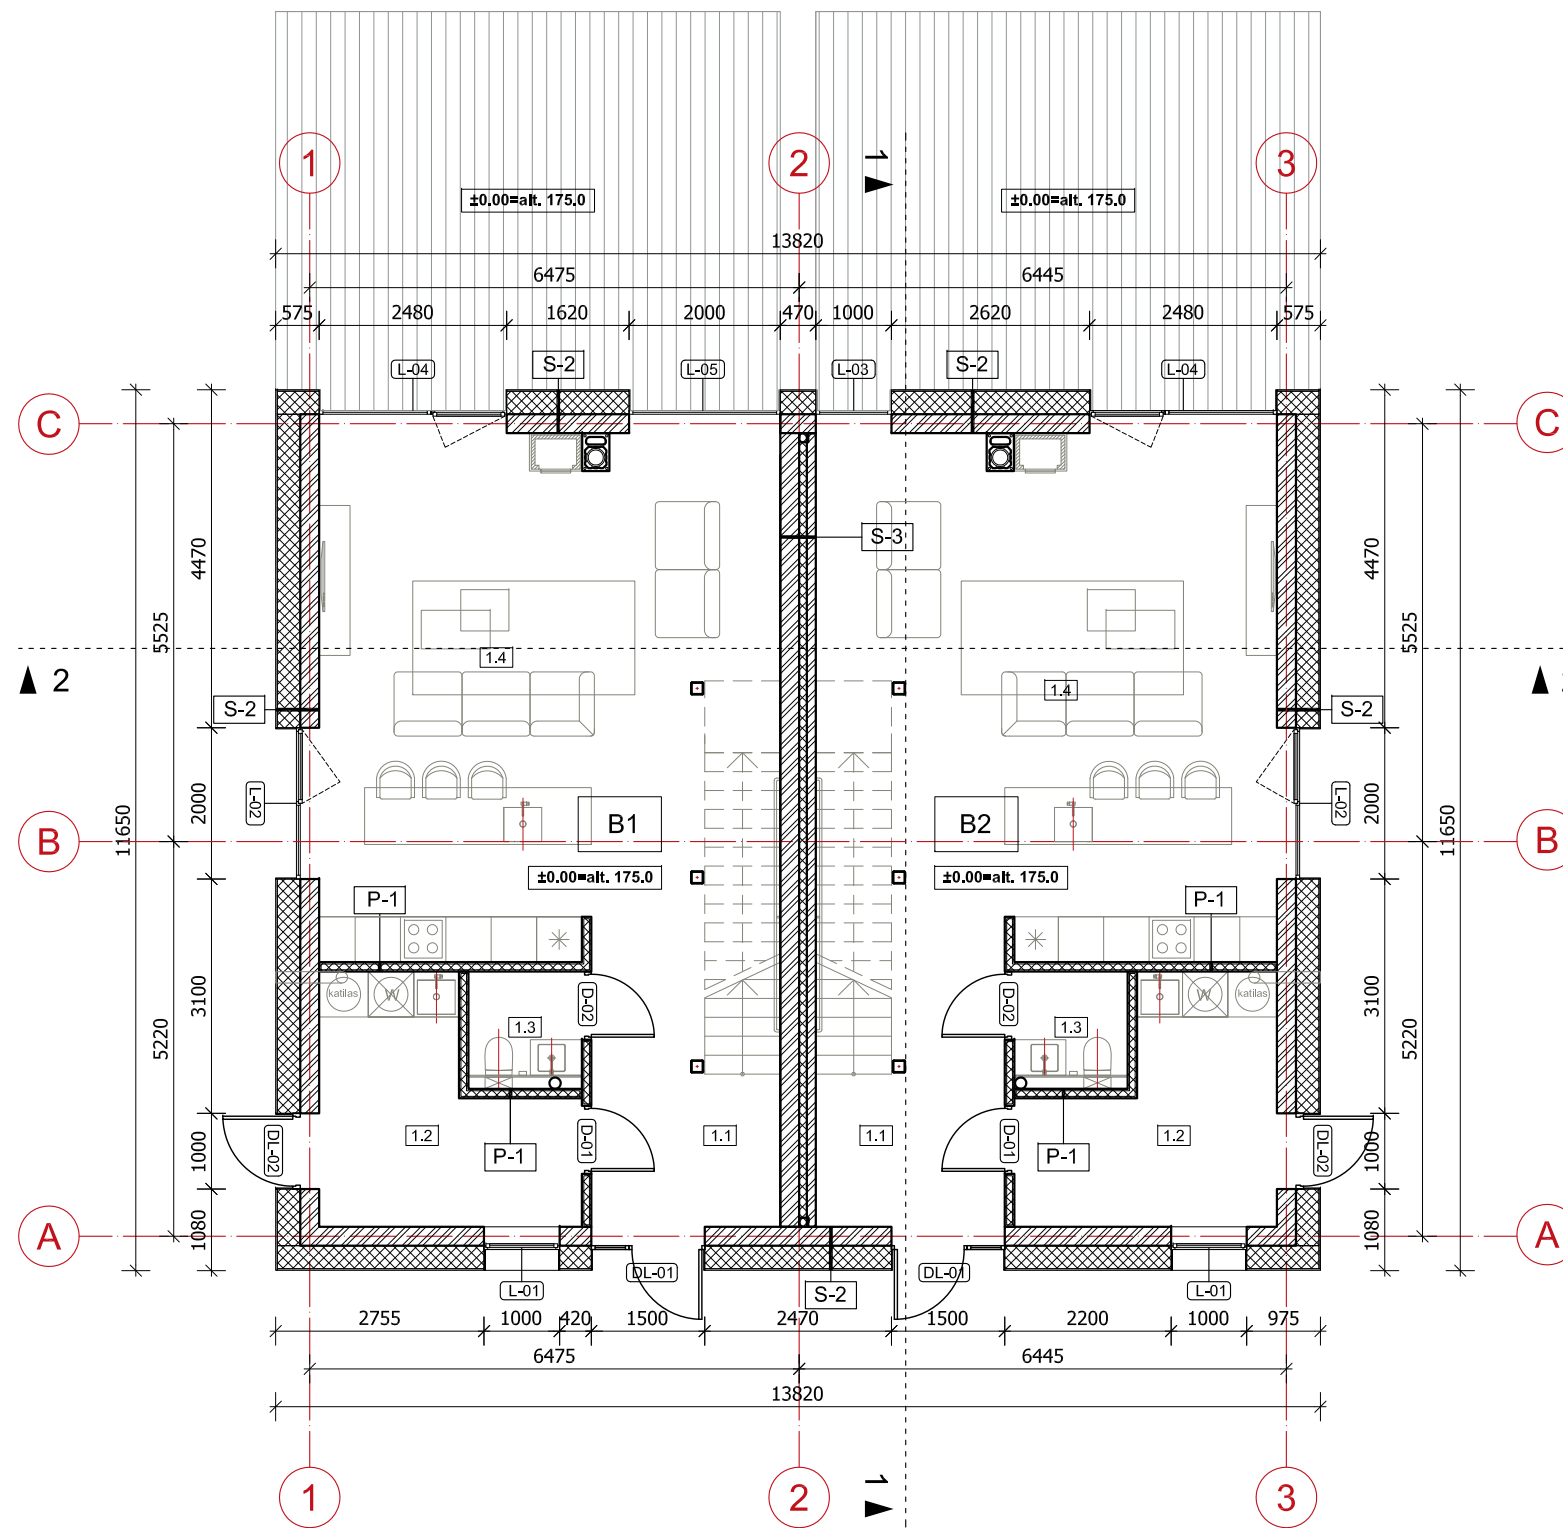 1 2 1 3
±0.00=alt. 175.0 ±0.00=alt. 175.0
13820
6475 6445
575 2480 1620 2000 470 1000 2620 2480 575
L-04 S-2 L-05 L-03 S-2 L-04
C C
S-3
4470 4470
5525 5525
1.4 1.4
2
S-2 S-2
L-02 L-02
2000 2000
11650 11650
B B1 B2 B
±0.00=alt. 175.0 ±0.00=alt. 175.0
P-1 P-1
katilas W W katilas
3100 3100
D-02 D-02
1.3 1.3
5220 5220
1.2 1.1 1.1 1.2
DL-02 D-01 D-01 DL-02
P-1 P-1
1000 1000
1080 1080
A A
DL-01 DL-01
L-01 S-2 L-01
2755 1000 420 1500 2470 1500 2200 1000 975
6475 6445
13820
1 2 1 3